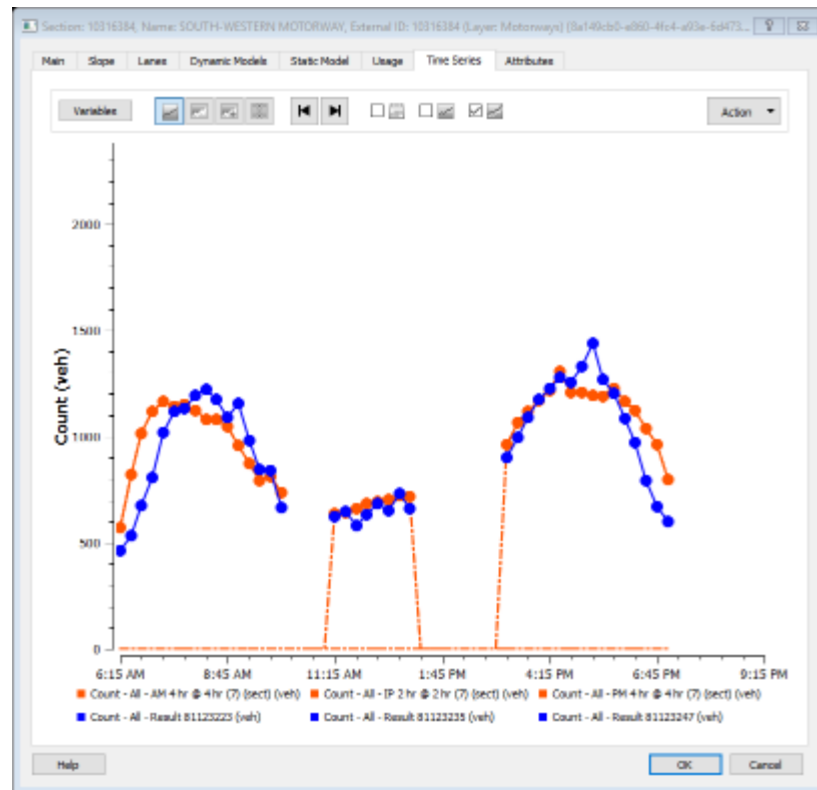 Section: 10316384, Name: SOUTH-WESTERN MOTORWAY, External ID: 10316384 (Layer: Motorways) {8a149cb0-e860-4fc4-a93e-6d473...
Main Slope Lanes Dynamic Models Static Model Usage Time Series Attributes
Variables Action
2000
1500
1000
500
0
Count (veh)
6:15 AM 8:45 AM 11:15 AM 1:45 PM 4:15 PM 6:45 PM 9:15 PM
Count - All - AM 4 hr @ 4 hr (7) (sect) (veh) Count - All - IP 2 hr @ 2 hr (7) (sect) (veh) Count - All - PM 4 hr @ 4 hr (7) (sect) (veh)
Count - All - Result 81123223 (veh) Count - All - Result 81123235 (veh) Count - All - Result 81123247 (veh)
Help OK Cancel